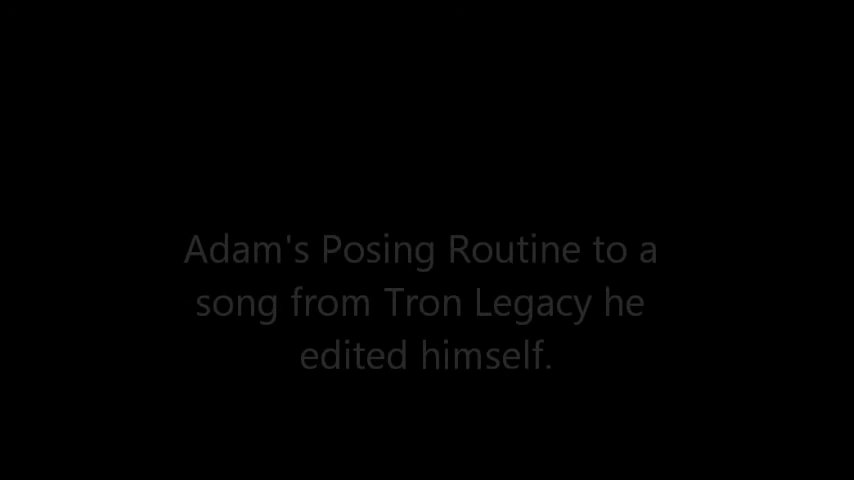 Adam's Posing Routine to a
song from Tron Legacy he
edited himself.